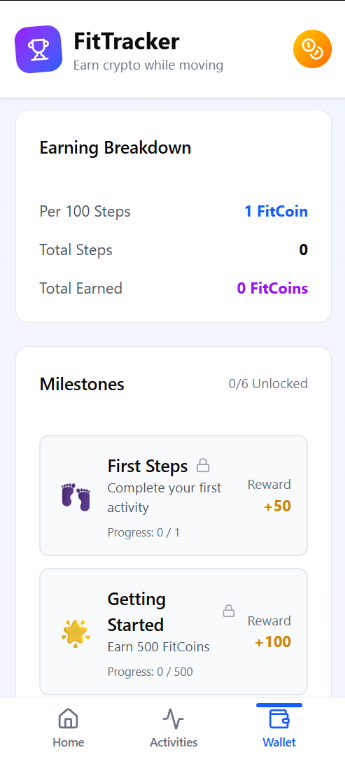 FitTracker
Earn crypto while moving
Earning Breakdown
Per 100 Steps 1 FitCoin
Total Steps 0
Total Earned 0 FitCoins
Milestones 0/6 Unlocked
First Steps
Complete your first
activity
Progress: 0 / 1
Reward
+50
Getting
Started
Earn 500 FitCoins
Progress: 0 / 500
Reward
+100
Home Activities Wallet